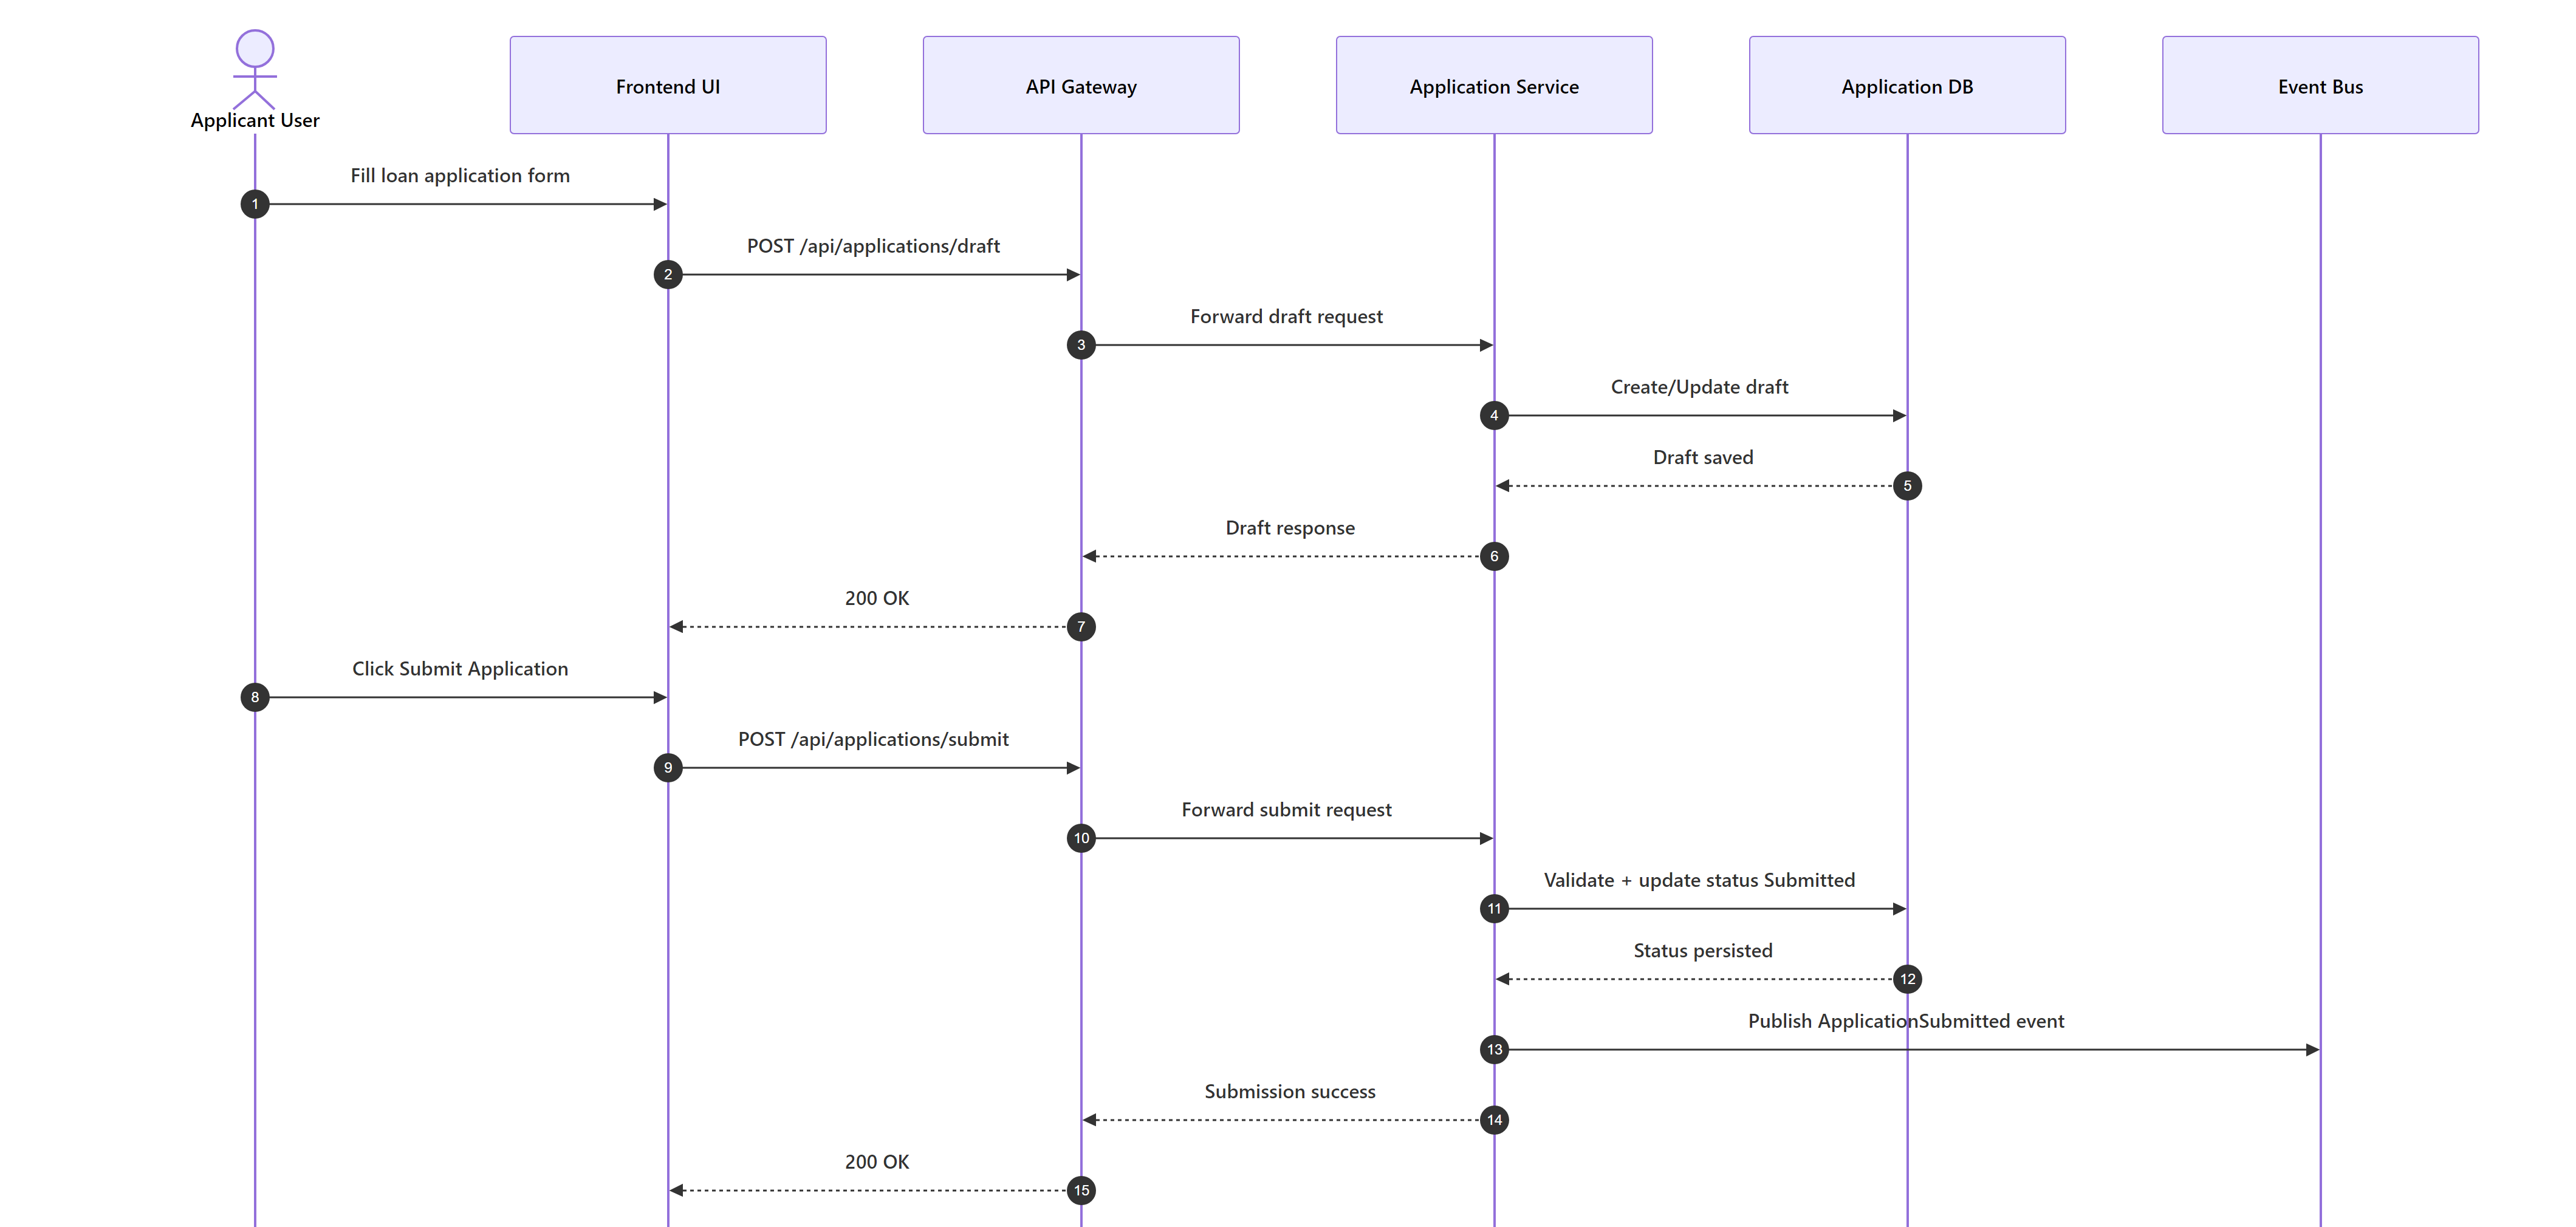 Applicant User
Frontend UI
API Gateway
Application Service
Application DB
Event Bus
Fill loan application form
1
POST /api/applications/draft
2
Forward draft request
3
Create/Update draft
4
Draft saved
5
Draft response
6
200 OK
7
Click Submit Application
8
POST /api/applications/submit
9
Forward submit request
10
Validate + update status Submitted
11
Status persisted
12
Publish ApplicationSubmitted event
13
Submission success
14
200 OK
15